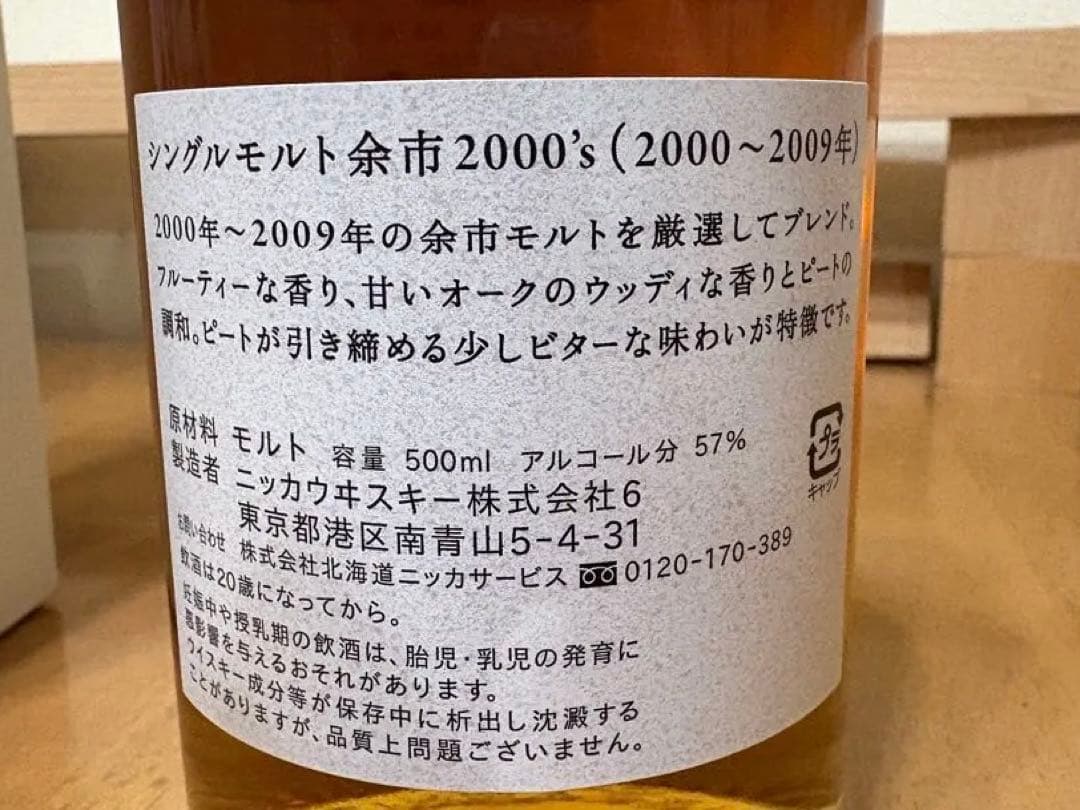 シングルモルト余市2000's（2000～2009年）
2000年～2009年の余市モルトを厳選してブレンド。
フルーティーな香り、甘いオークのウッディな香りとピートの
調和。ピートが引き締める少しビターな味わいが特徴です。
原材料 モルト 容量 500ml アルコール分 57%
製造者 ニッカウヰスキー株式会社6
東京都港区南青山5-4-31
お問い合わせ 株式会社北海道ニッカサービス 0120-170-389
飲酒は20歳になってから。
妊娠中や授乳期の飲酒は、胎児・乳児の発育に
悪影響を与えるおそれがあります。
ウイスキー成分等が保存中に析出し沈澱する
ことがありますが、品質上問題ございません。
プラ
キャップ